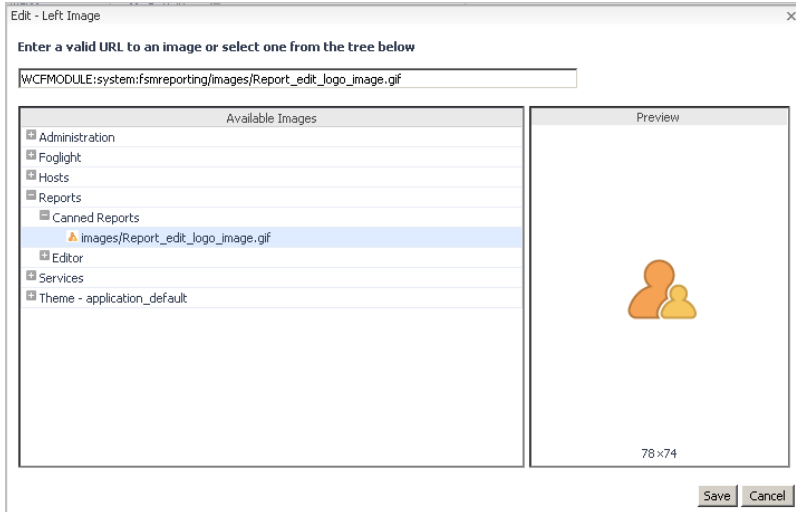 Edit - Left Image
Enter a valid URL to an image or select one from the tree below
WCFMODULE:system:fsmreporting/images/Report_edit_logo_image.gif
Available Images
Preview
Administration
Foglight
Hosts
Reports
Canned Reports
images/Report_edit_logo_image.gif
Editor
Services
Theme - application_default
78×74
Save Cancel